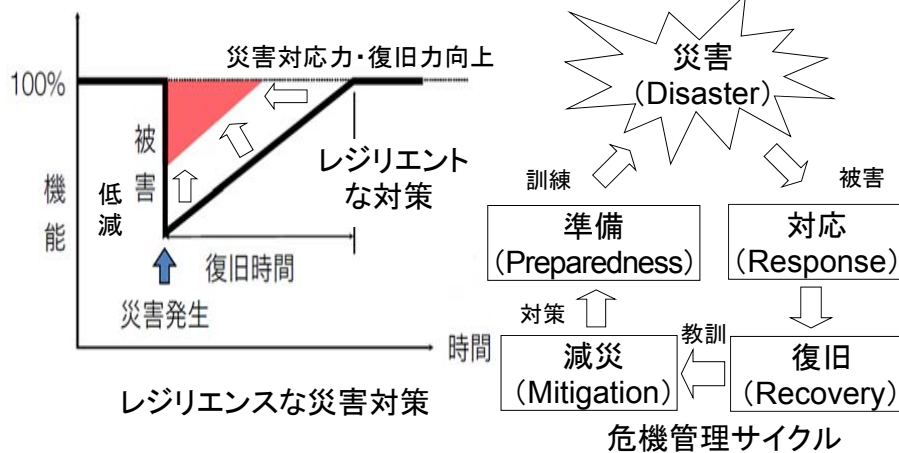 災害対応力・復旧力向上
100%
機能
低減
被害
レジリエント
な対策
復旧時間
災害発生
時間
レジリエンスな災害対策
災害
（Disaster）
訓練
被害
準備
（Preparedness）
対応
（Response）
対策
教訓
減災
（Mitigation）
復旧
（Recovery）
危機管理サイクル